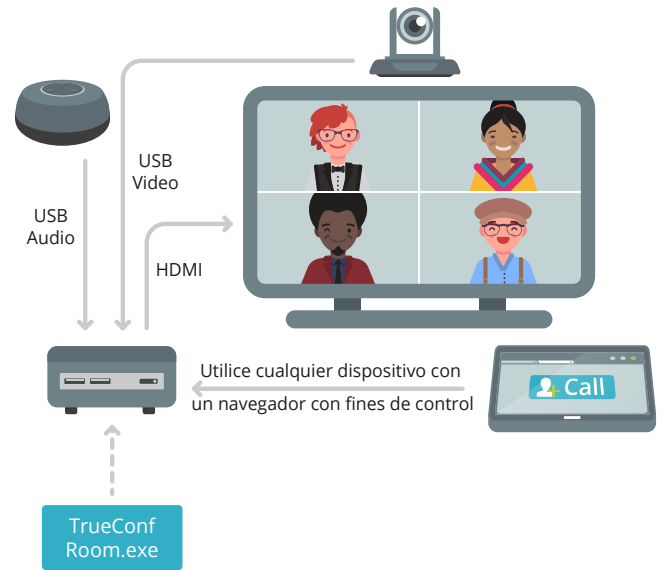 USB
Video
USB
Audio
HDMI
Utilice cualquier dispositivo con
un navegador con fines de control
Call
TrueConf
Room.exe